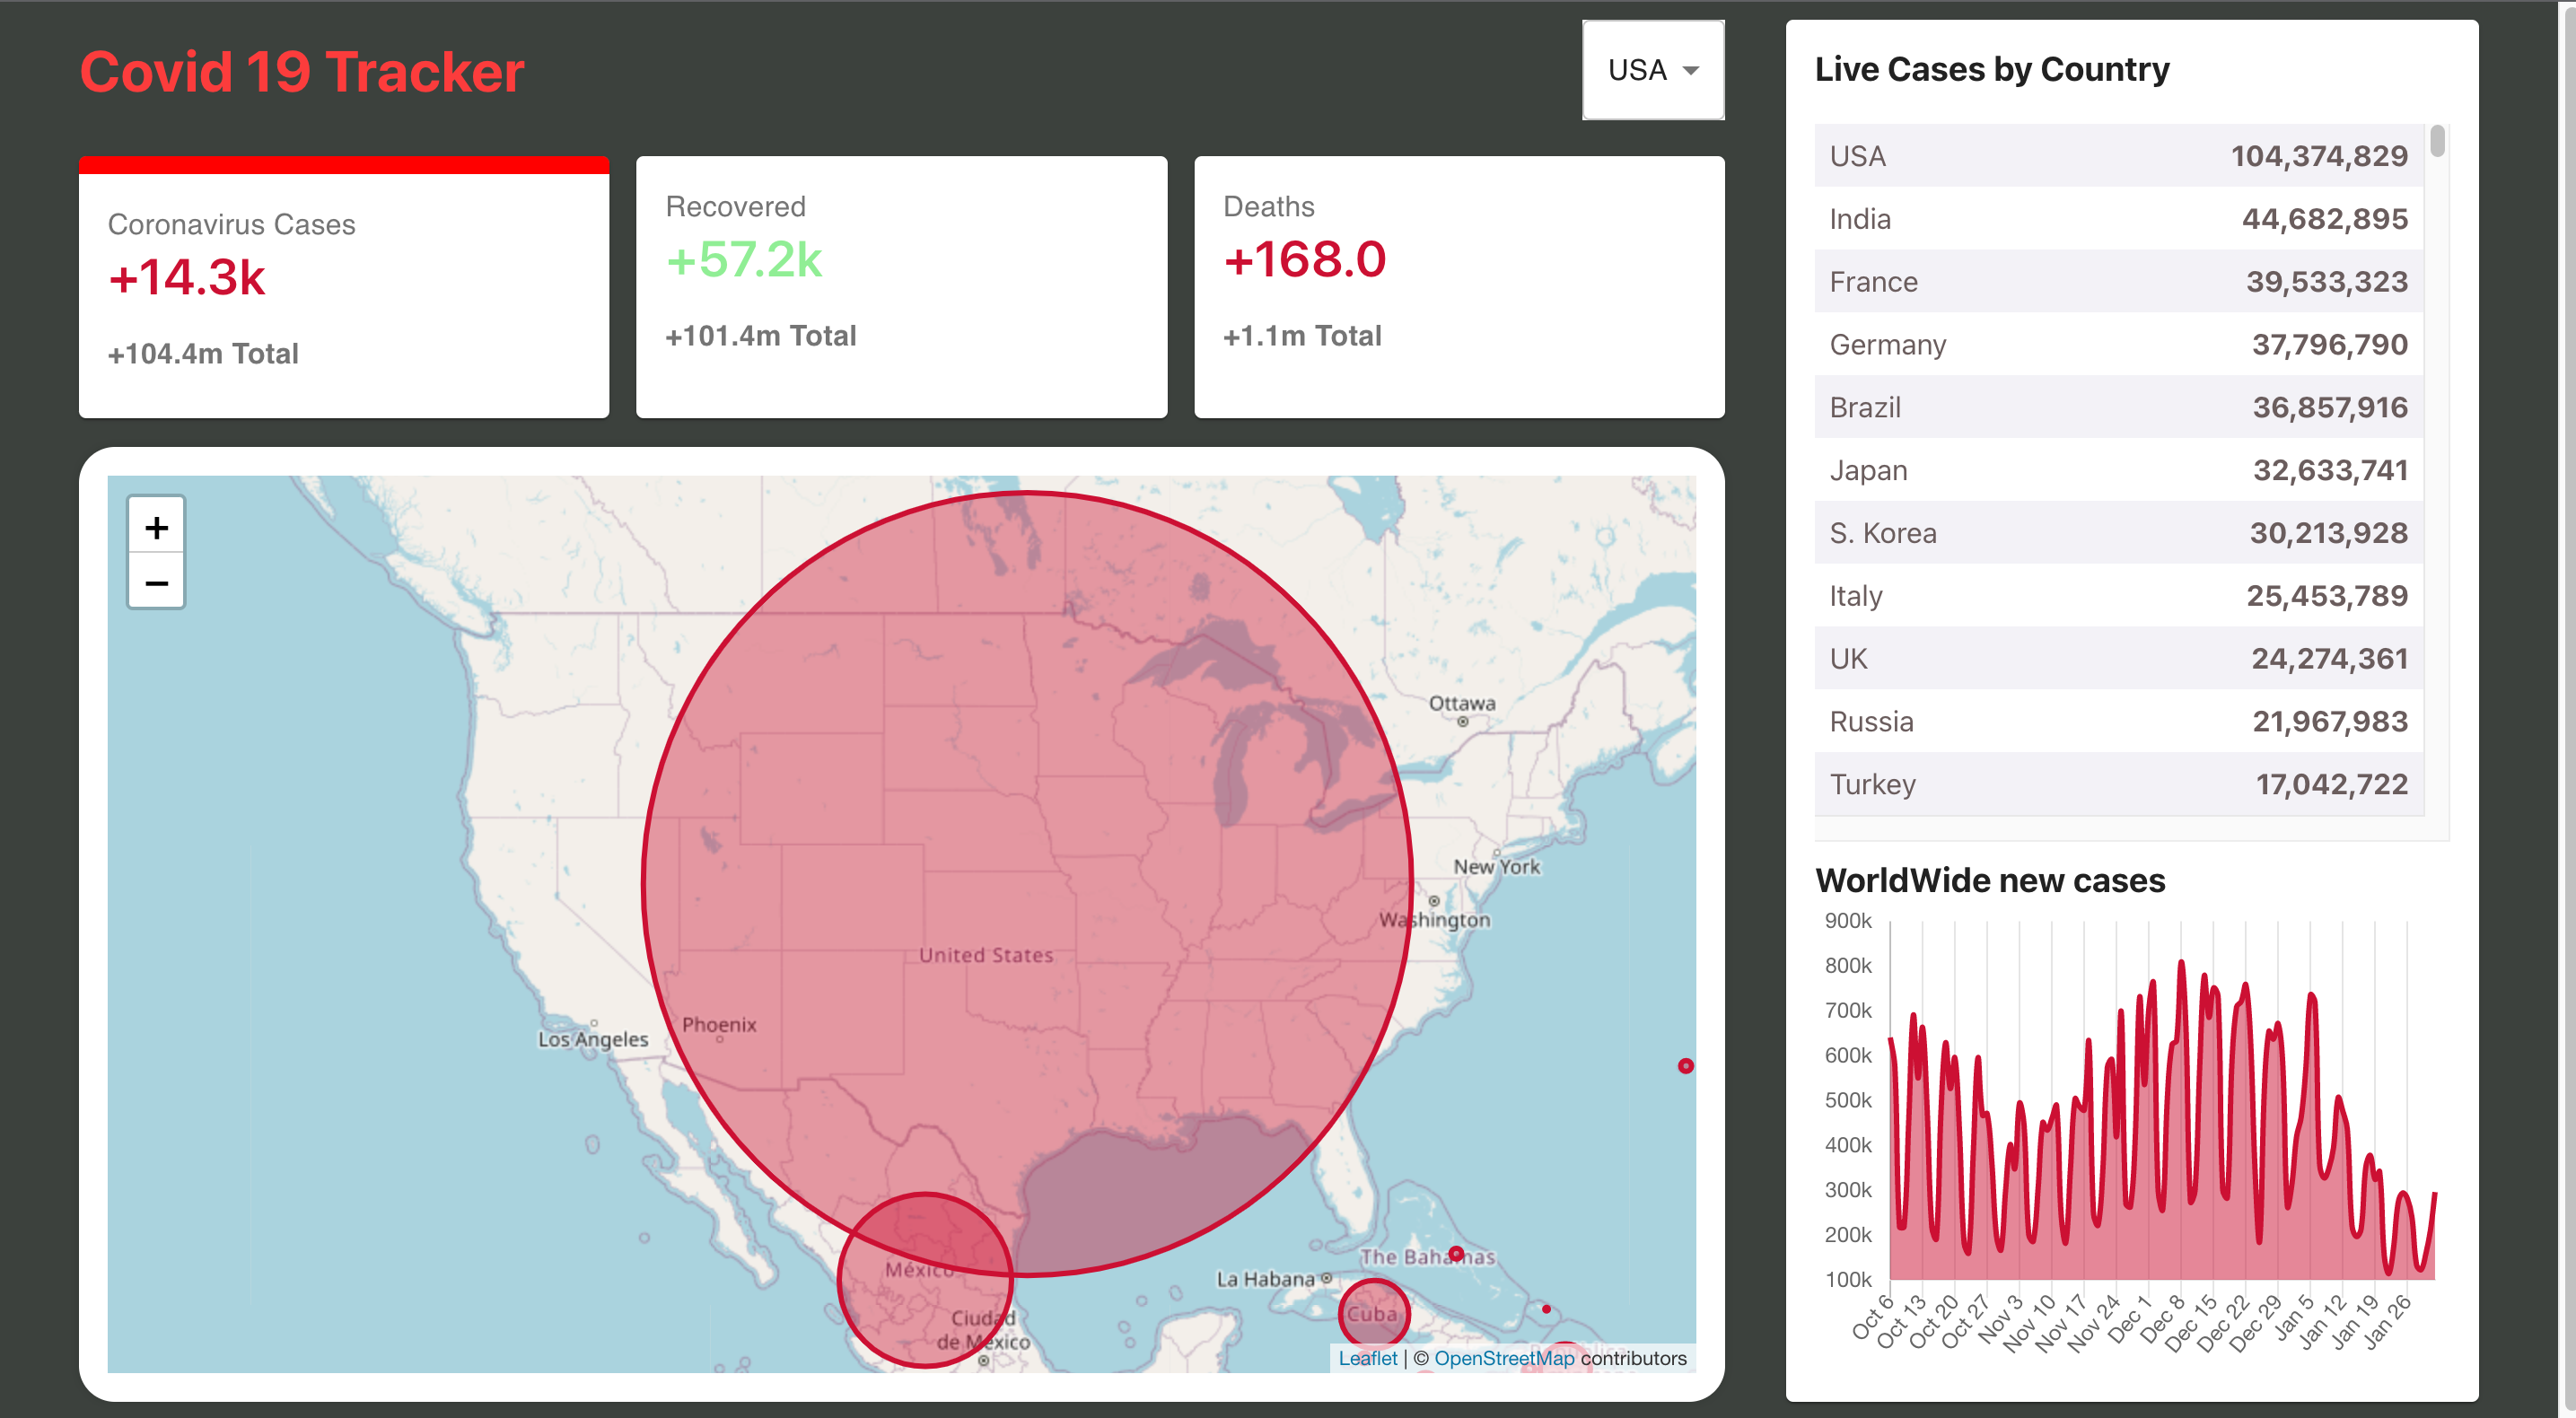 Covid 19 Tracker
USA
Coronavirus Cases
+14.3k
+104.4m Total
Recovered
+57.2k
+101.4m Total
Deaths
+168.0
+1.1m Total
+
−
Ottawa
New York
Washington
United States
Phoenix
Los Angeles
The Bahamas
México
La Habana
Cuba
Ciudad
de México
Leaflet | © OpenStreetMap contributors
Live Cases by Country
USA 104,374,829
India 44,682,895
France 39,533,323
Germany 37,796,790
Brazil 36,857,916
Japan 32,633,741
S. Korea 30,213,928
Italy 25,453,789
UK 24,274,361
Russia 21,967,983
Turkey 17,042,722
WorldWide new cases
900k
800k
700k
600k
500k
400k
300k
200k
100k
Oct 6
Oct 13
Oct 20
Oct 27
Nov 3
Nov 10
Nov 17
Nov 24
Dec 1
Dec 8
Dec 15
Dec 22
Dec 29
Jan 5
Jan 12
Jan 19
Jan 26